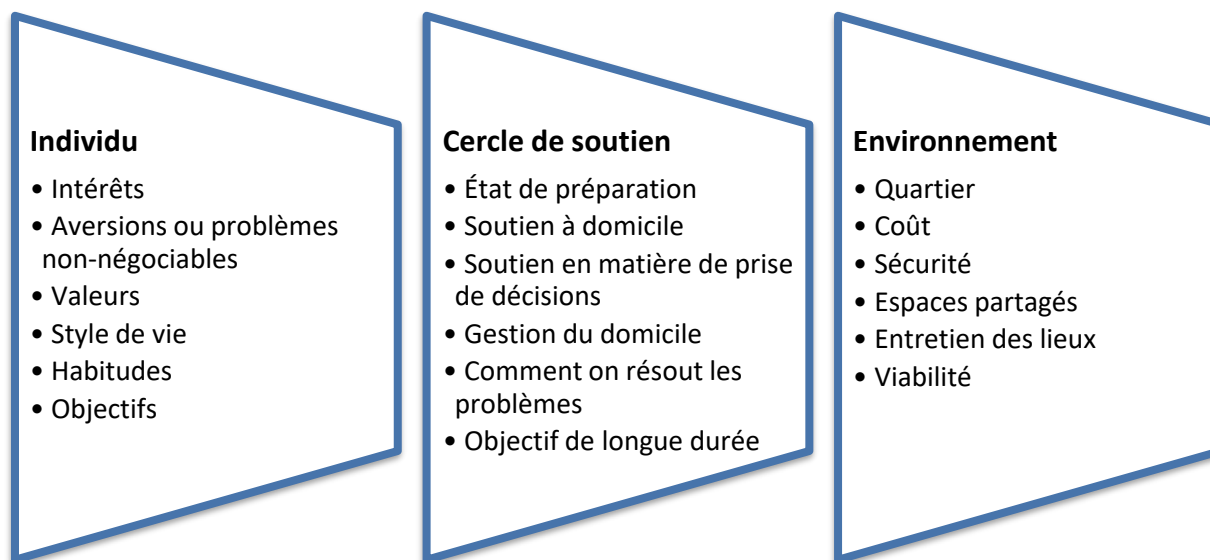 Individu
• Intérêts
• Aversions ou problèmes
non-négociables
• Valeurs
• Style de vie
• Habitudes
• Objectifs
Cercle de soutien
• État de préparation
• Soutien à domicile
• Soutien en matière de prise
de décisions
• Gestion du domicile
• Comment on résout les
problèmes
• Objectif de longue durée
Environnement
• Quartier
• Coût
• Sécurité
• Espaces partagés
• Entretien des lieux
• Viabilité